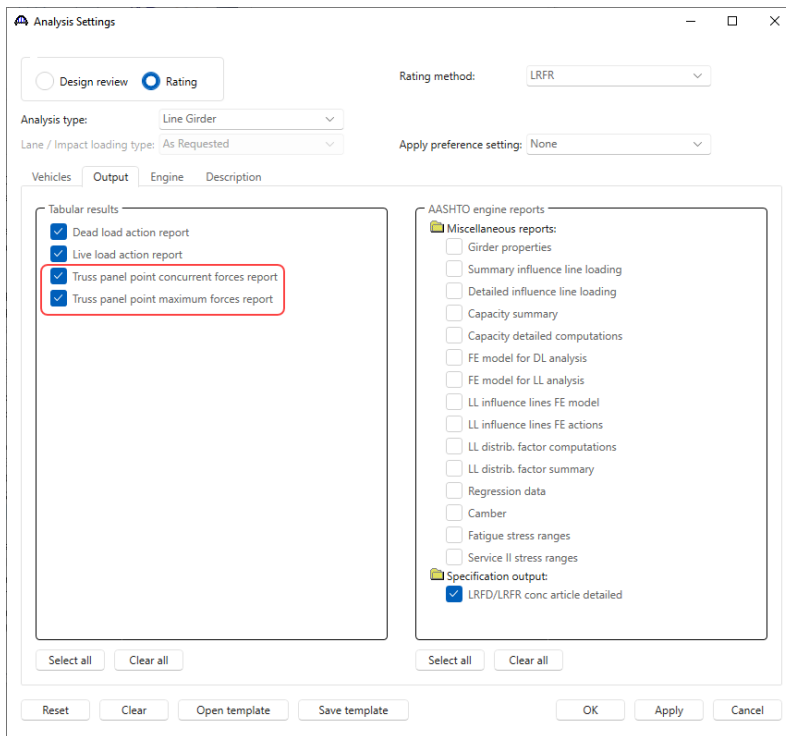 Analysis Settings
Design review Rating
Rating method: LRFR
Analysis type: Line Girder
Lane / Impact loading type: As Requested
Apply preference setting: None
Vehicles Output Engine Description
Tabular results
Dead load action report
Live load action report
Truss panel point concurrent forces report
Truss panel point maximum forces report
Select all Clear all
AASHTO engine reports
Miscellaneous reports:
Girder properties
Summary influence line loading
Detailed influence line loading
Capacity summary
Capacity detailed computations
FE model for DL analysis
FE model for LL analysis
LL influence lines FE model
LL influence lines FE actions
LL distrib. factor computations
LL distrib. factor summary
Regression data
Camber
Fatigue stress ranges
Service II stress ranges
Specification output:
LRFD/LRFR conc article detailed
Select all Clear all
Reset Clear Open template Save template OK Apply Cancel